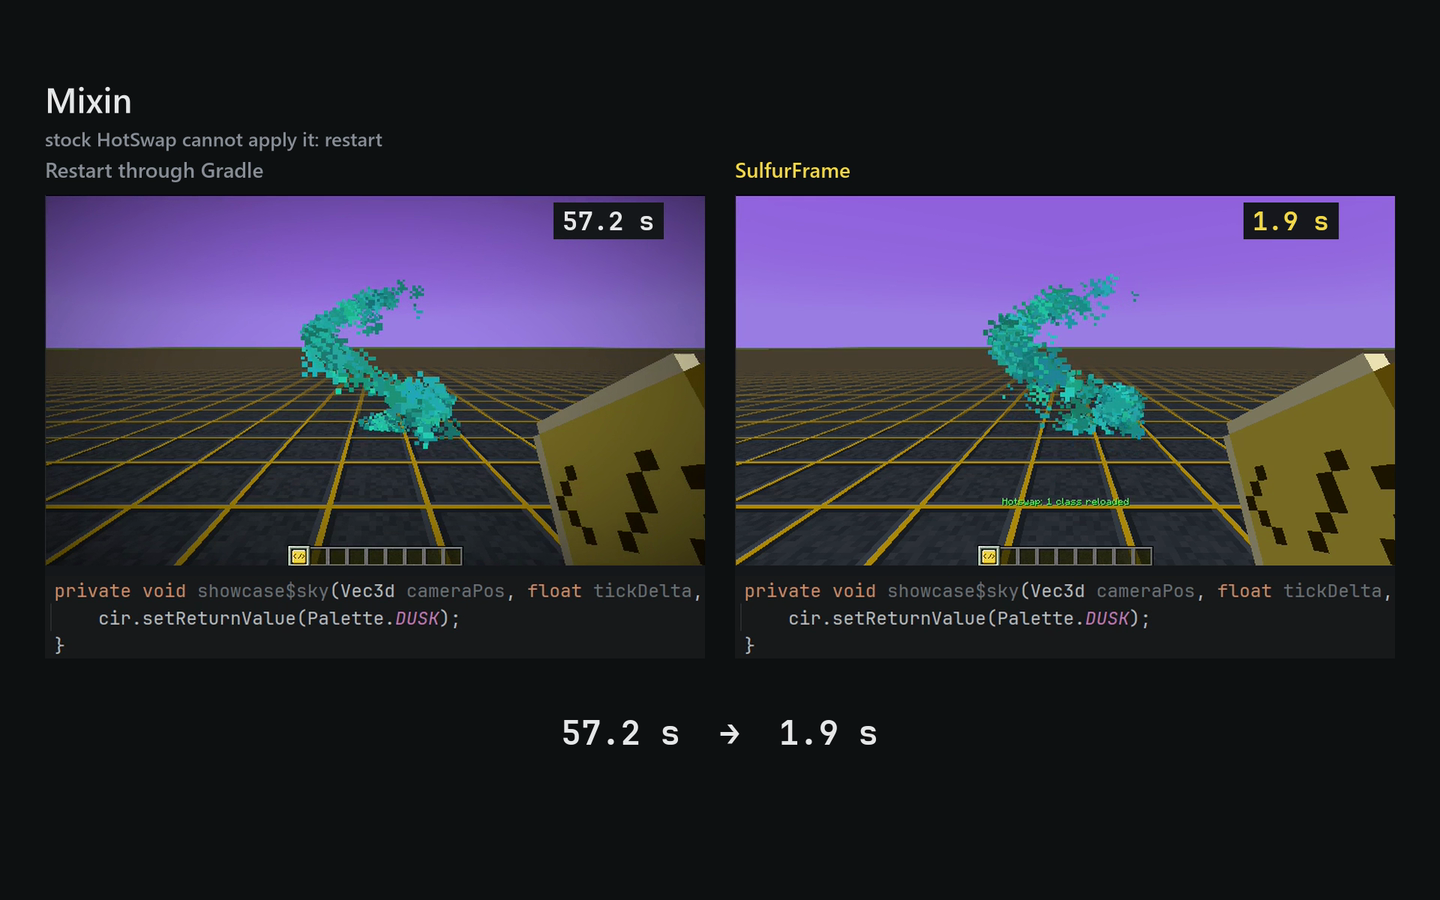 Mixin
stock HotSwap cannot apply it: restart
Restart through Gradle
57.2 s
private void showcase$sky(Vec3d cameraPos, float tickDelta,
cir.setReturnValue(Palette.DUSK);
}
SulfurFrame
1.9 s
Hotswap: 1 class reloaded
private void showcase$sky(Vec3d cameraPos, float tickDelta,
cir.setReturnValue(Palette.DUSK);
}
57.2 s → 1.9 s